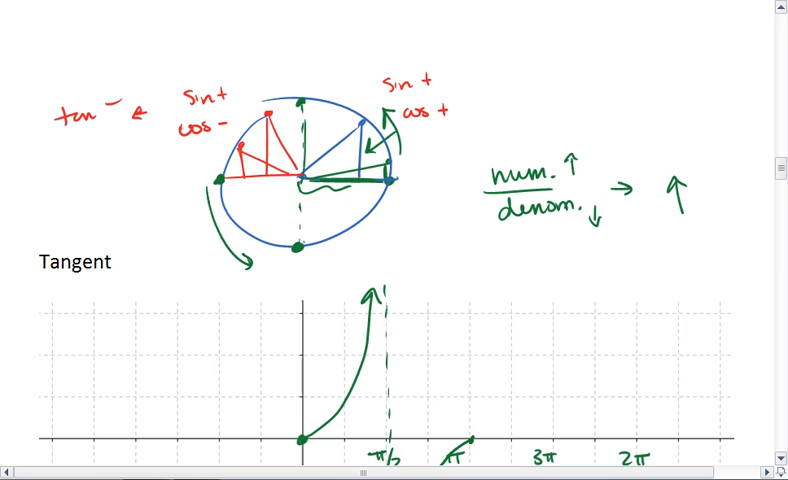 sin +
cos +
sin+
cos -
tan -
num. ↑
denom. ↓
→ ↑
Tangent
π/2
π
3π
2π